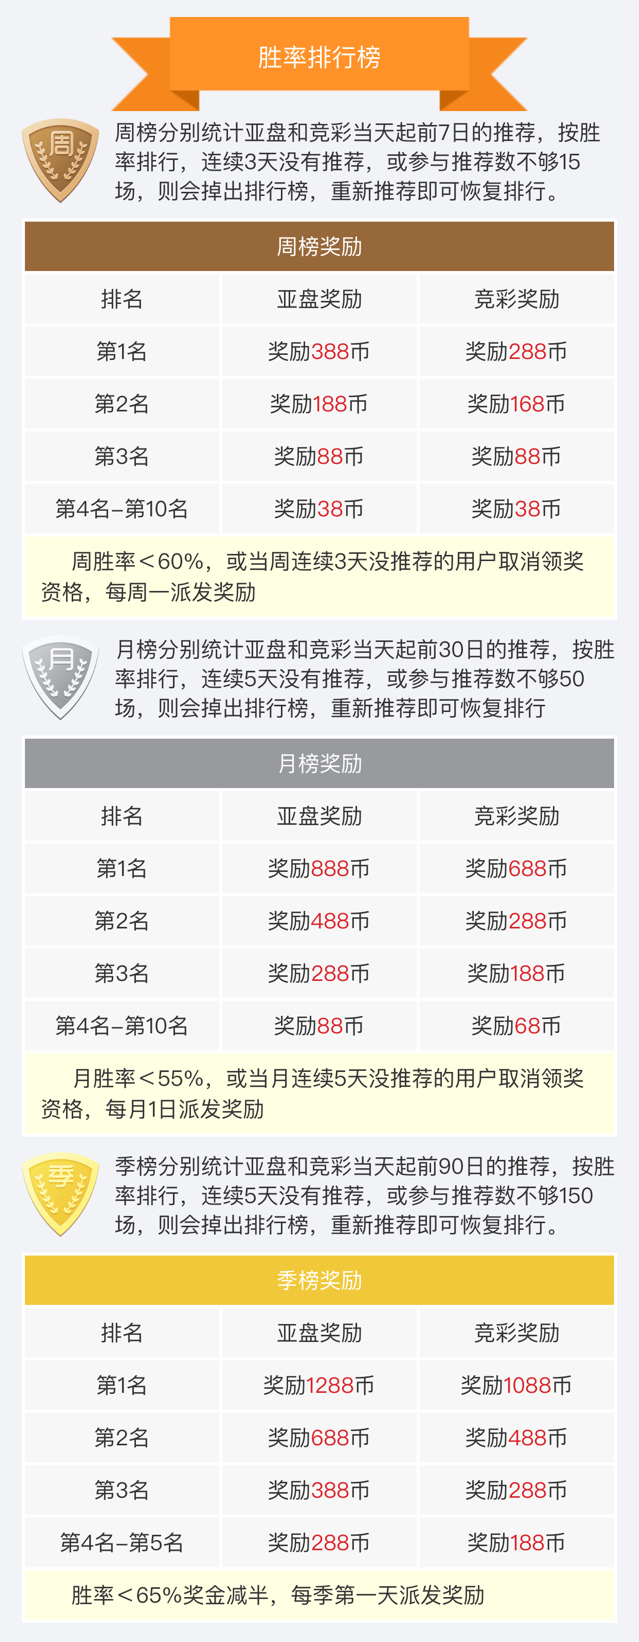 胜率排行榜
周
周榜分别统计亚盘和竞彩当天起前7日的推荐，按胜
率排行，连续3天没有推荐，或参与推荐数不够15
场，则会掉出排行榜，重新推荐即可恢复排行。
周榜奖励
排名 亚盘奖励 竞彩奖励
第1名 奖励388币 奖励288币
第2名 奖励188币 奖励168币
第3名 奖励88币 奖励88币
第4名–第10名 奖励38币 奖励38币
周胜率＜60%，或当周连续3天没推荐的用户取消领奖
资格，每周一派发奖励
月
月榜分别统计亚盘和竞彩当天起前30日的推荐，按胜
率排行，连续5天没有推荐，或参与推荐数不够50
场，则会掉出排行榜，重新推荐即可恢复排行
月榜奖励
排名 亚盘奖励 竞彩奖励
第1名 奖励888币 奖励688币
第2名 奖励488币 奖励288币
第3名 奖励288币 奖励188币
第4名–第10名 奖励88币 奖励68币
月胜率＜55%，或当月连续5天没推荐的用户取消领奖
资格，每月1日派发奖励
季
季榜分别统计亚盘和竞彩当天起前90日的推荐，按胜
率排行，连续5天没有推荐，或参与推荐数不够150
场，则会掉出排行榜，重新推荐即可恢复排行。
季榜奖励
排名 亚盘奖励 竞彩奖励
第1名 奖励1288币 奖励1088币
第2名 奖励688币 奖励488币
第3名 奖励388币 奖励288币
第4名–第5名 奖励288币 奖励188币
胜率＜65%奖金减半，每季第一天派发奖励